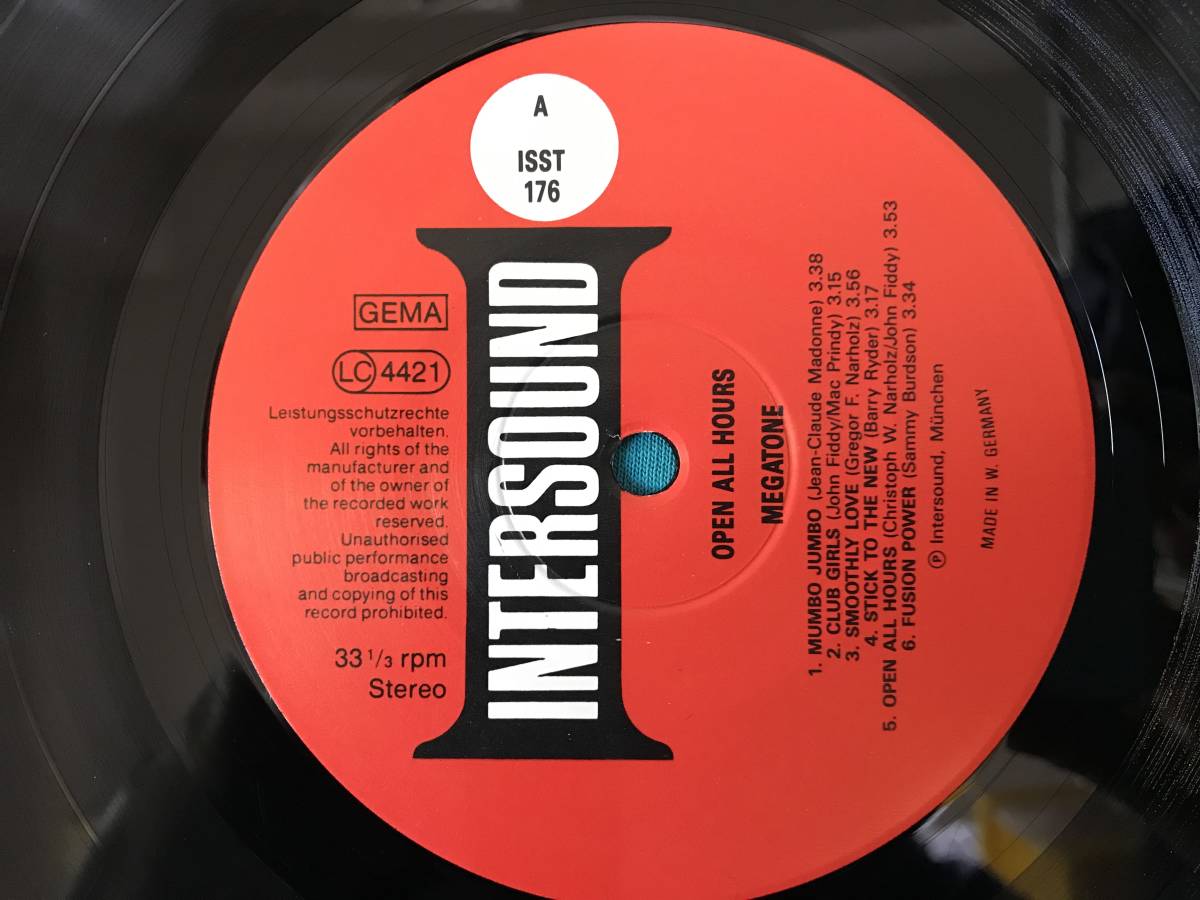 A
ISST
176
INTERSOUND
GEMA
LC 4421
Leistungsschutzrechte
vorbehalten.
All rights of the
manufacturer and
of the owner of
the recorded work
reserved.
Unauthorised
public performance
broadcasting
and copying of this
record prohibited.
33 1/3 rpm
Stereo
OPEN ALL HOURS
MEGATONE
1. MUMBO JUMBO (Jean-Claude Madonne) 3.38
2. CLUB GIRLS (John Fiddy/Mac Prindy) 3.15
3. SMOOTHLY LOVE (Gregor F. Narholz) 3.56
4. STICK TO THE NEW (Barry Ryder) 3.17
5. OPEN ALL HOURS (Christoph W. Narholz/John Fiddy) 3.53
6. FUSION POWER (Sammy Burdson) 3.34
Ⓟ Intersound, München
MADE IN W. GERMANY